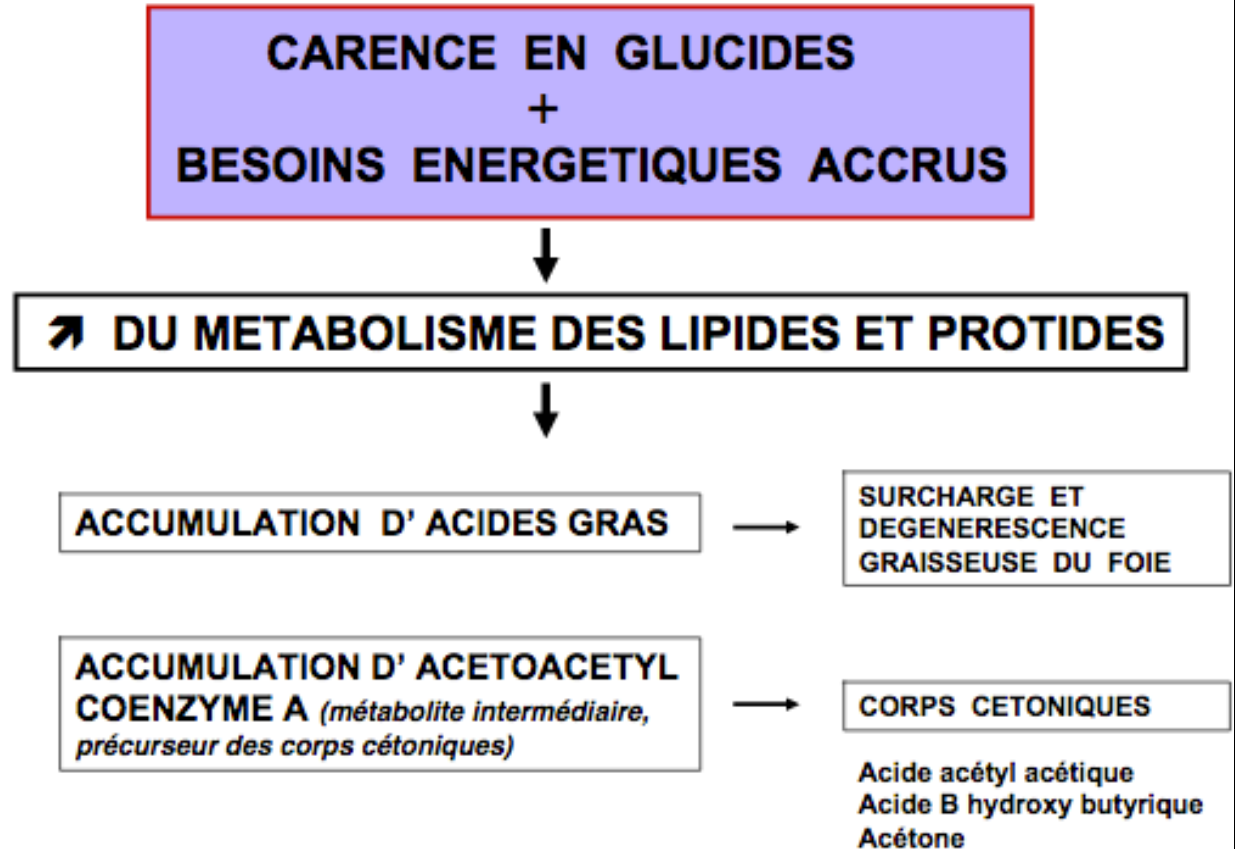 CARENCE EN GLUCIDES
+
BESOINS ENERGETIQUES ACCRUS
↗ DU METABOLISME DES LIPIDES ET PROTIDES
ACCUMULATION D' ACIDES GRAS
SURCHARGE ET
DEGENERESCENCE
GRAISSEUSE DU FOIE
ACCUMULATION D' ACETOACETYL
COENZYME A (métabolite intermédiaire,
précurseur des corps cétoniques)
CORPS CETONIQUES
Acide acétyl acétique
Acide B hydroxy butyrique
Acétone